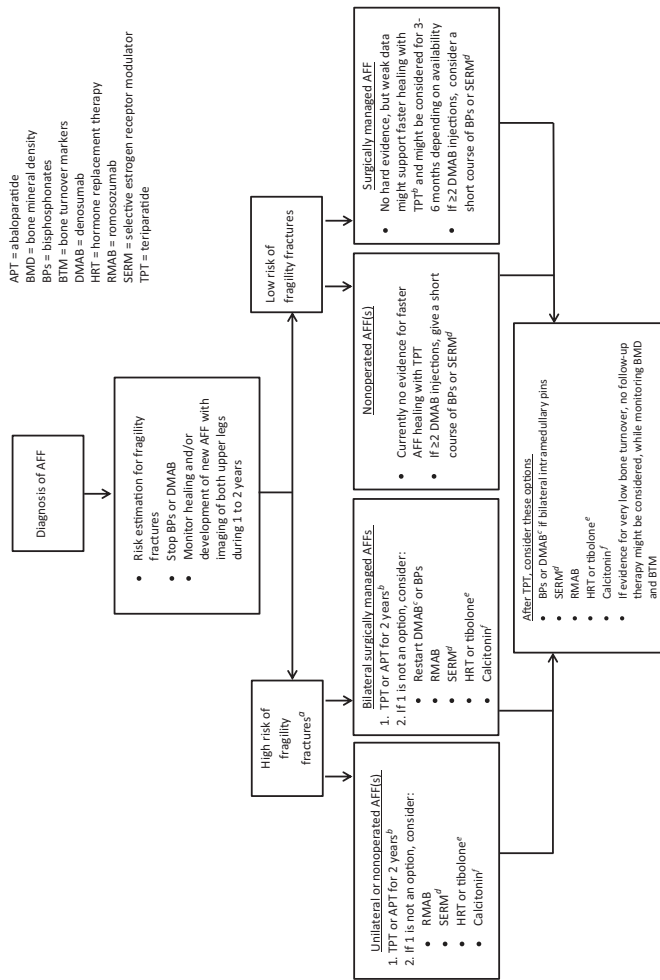 APT = abaloparatide
BMD = bone mineral density
BPs = bisphosphonates
BTM = bone turnover markers
DMAB = denosumab
HRT = hormone replacement therapy
RMAB = romosozumab
SERM = selective estrogen receptor modulator
TPT = teriparatide
Diagnosis of AFF
• Risk estimation for fragility
fractures
• Stop BPs or DMAB
• Monitor healing and/or
development of new AFF with
imaging of both upper legs
during 1 to 2 years
High risk of
fragility
fractures^a
Low risk of
fragility fractures
Unilateral or nonoperated AFF(s)
1. TPT or APT for 2 years^b
2. If 1 is not an option, consider:
• RMAB
• SERM^d
• HRT or tibolone^e
• Calcitonin^f
Bilateral surgically managed AFFs
1. TPT or APT for 2 years^b
2. If 1 is not an option, consider:
• Restart DMAB^c or BPs
• RMAB
• SERM^d
• HRT or tibolone^e
• Calcitonin^f
Nonoperated AFF(s)
• Currently no evidence for faster
AFF healing with TPT
• If ≥2 DMAB injections, give a short
course of BPs or SERM^d
Surgically managed AFF
• No hard evidence, but weak data
might support faster healing with
TPT^b and might be considered for 3-
6 months depending on availability
• If ≥2 DMAB injections, consider a
short course of BPs or SERM^d
After TPT, consider these options
• BPs or DMAB^c if bilateral intramedullary pins
• SERM^d
• RMAB
• HRT or tibolone^e
• Calcitonin^f
• If evidence for very low bone turnover, no follow-up
therapy might be considered, while monitoring BMD
and BTM